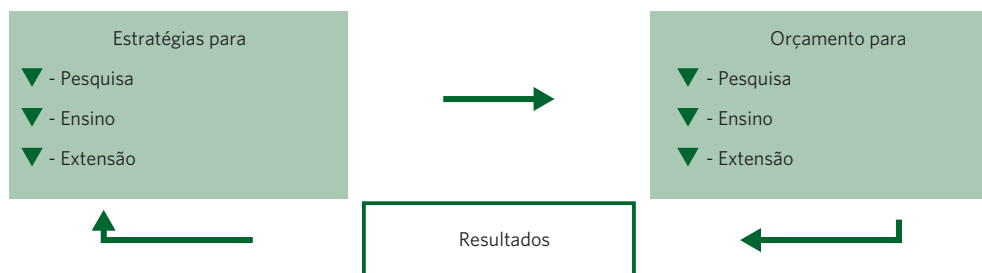 Estratégias para
- Pesquisa
- Ensino
- Extensão
Orçamento para
- Pesquisa
- Ensino
- Extensão
Resultados